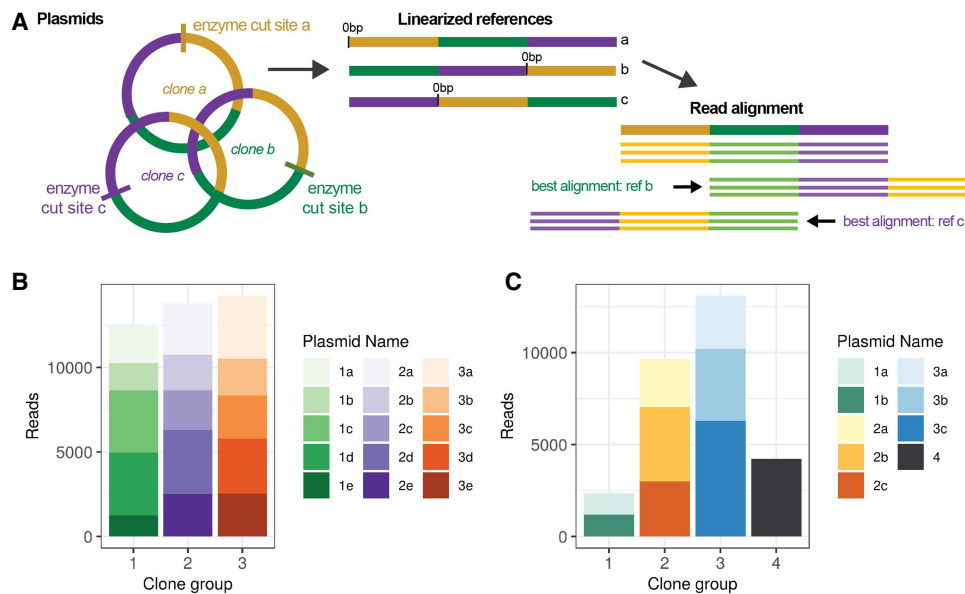 A
Plasmids
enzyme cut site a
clone a
clone b
clone c
enzyme
cut site c
enzyme
cut site b
Linearized references
0bp
a
0bp
b
0bp
c
Read alignment
best alignment: ref b
best alignment: ref c
B
Reads
10000
5000
0
1
2
3
Clone group
Plasmid Name
1a
2a
3a
1b
2b
3b
1c
2c
3c
1d
2d
3d
1e
2e
3e
C
Reads
10000
5000
0
1
2
3
4
Clone group
Plasmid Name
1a
3a
1b
3b
2a
3c
2b
4
2c